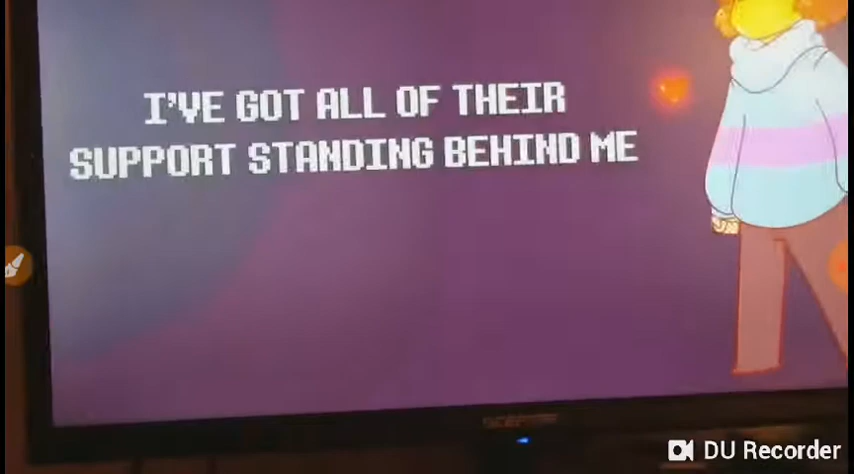 I'VE GOT ALL OF THEIR
SUPPORT STANDING BEHIND ME
DU Recorder